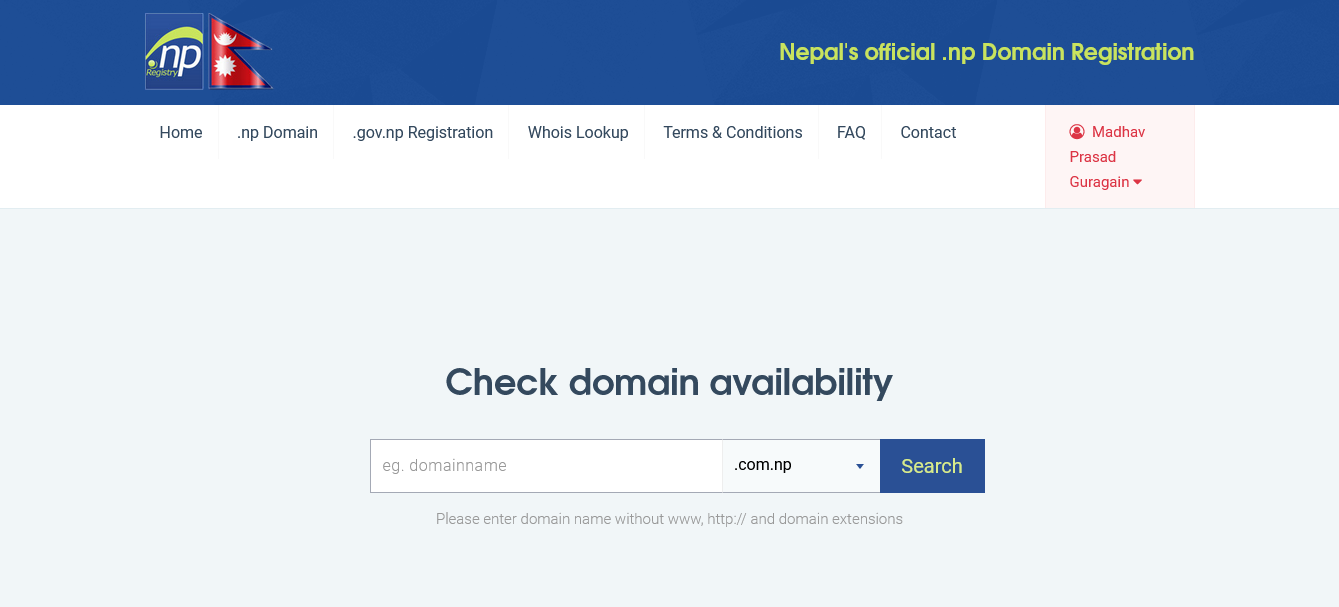 .np
Registry
Nepal's official .np Domain Registration
Home .np Domain .gov.np Registration Whois Lookup Terms & Conditions FAQ Contact
Madhav
Prasad
Guragain
Check domain availability
eg. domainname .com.np Search
Please enter domain name without www, http:// and domain extensions